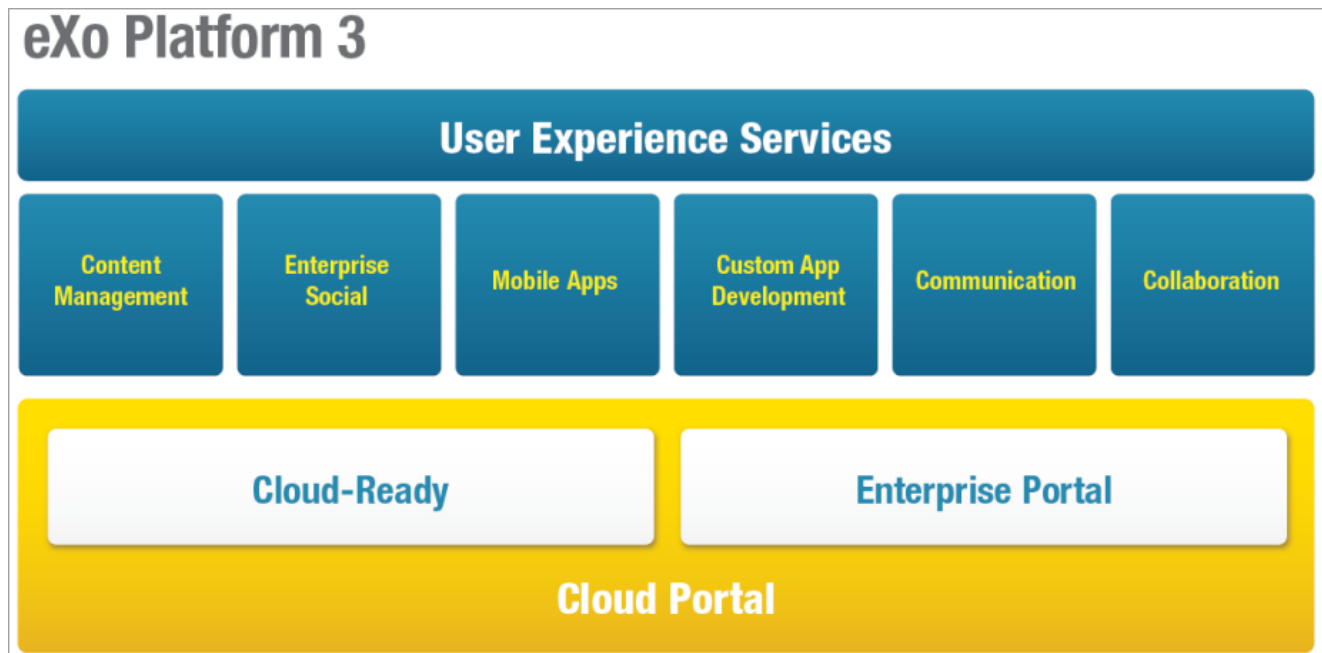 eXo Platform 3
User Experience Services
Content
Management
Enterprise
Social
Mobile Apps
Custom App
Development
Communication
Collaboration
Cloud-Ready
Enterprise Portal
Cloud Portal